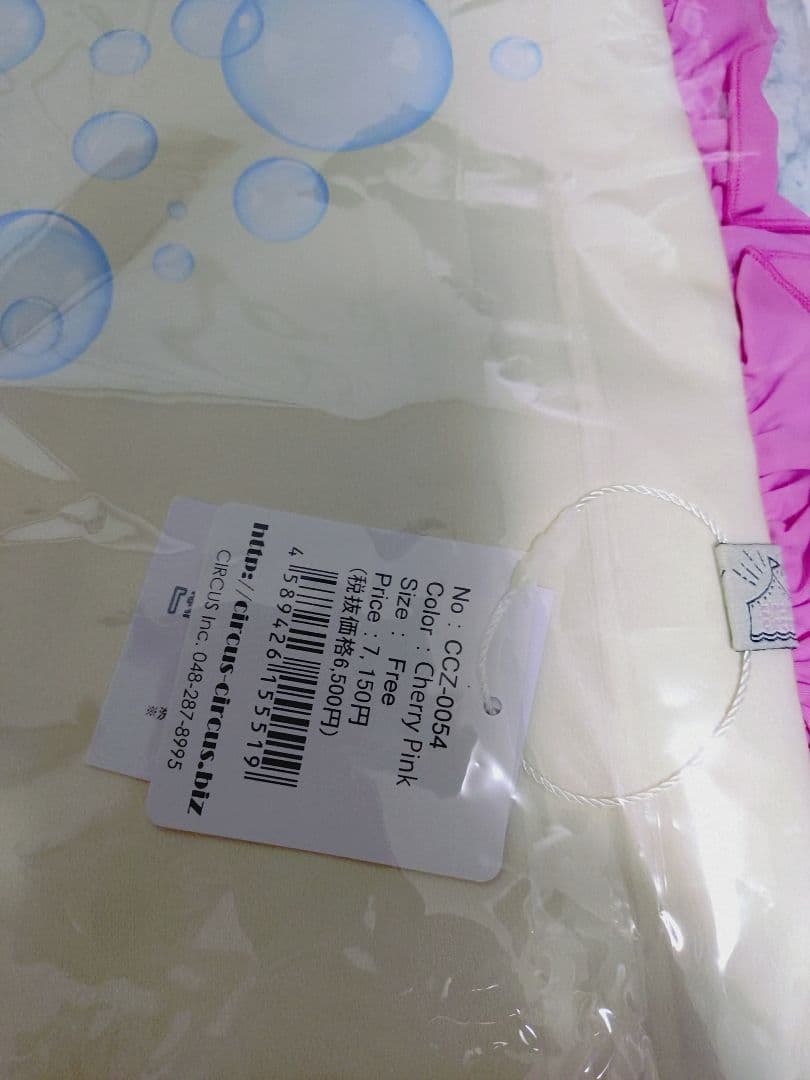 No : CCZ-0054
Color : Cherry Pink
Size : Free
Price : 7,150円
(税抜価格6,500円)
4 589426 155519
http://circus-circus.biz
CIRCUS Inc. 048-287-8995